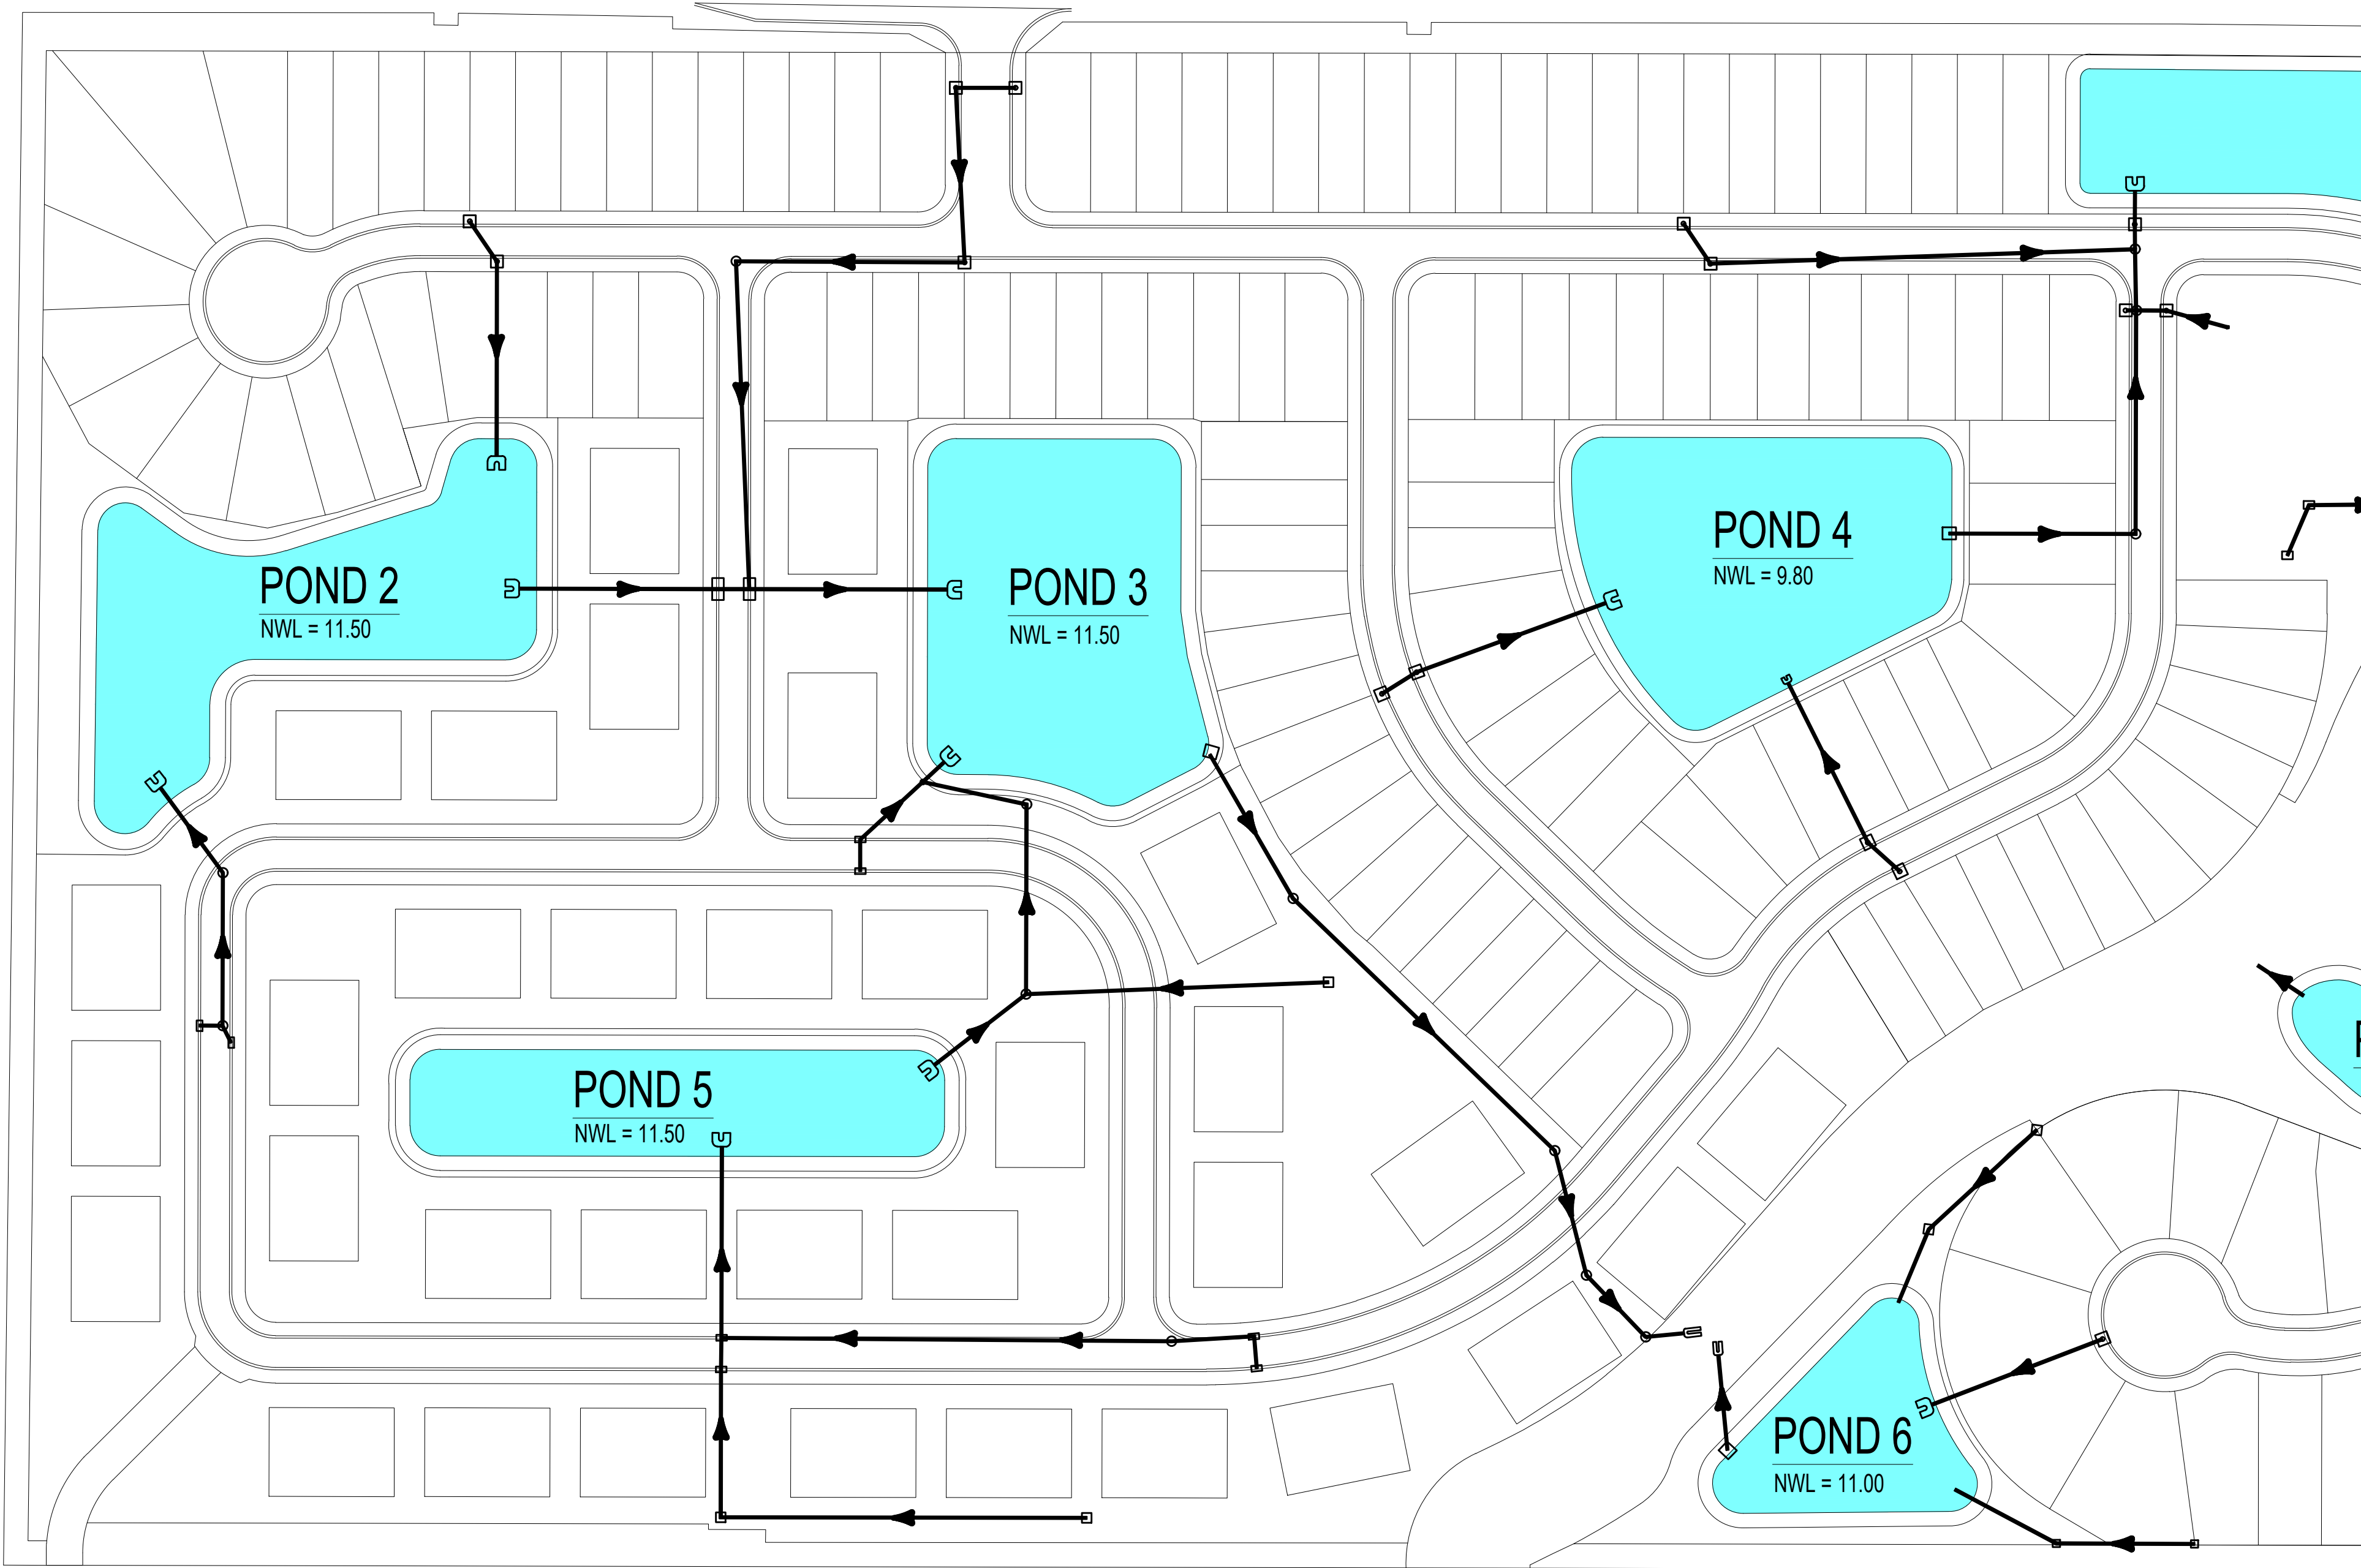 POND 2
NWL = 11.50
POND 3
NWL = 11.50
POND 4
NWL = 9.80
POND 5
NWL = 11.50
POND 6
NWL = 11.00